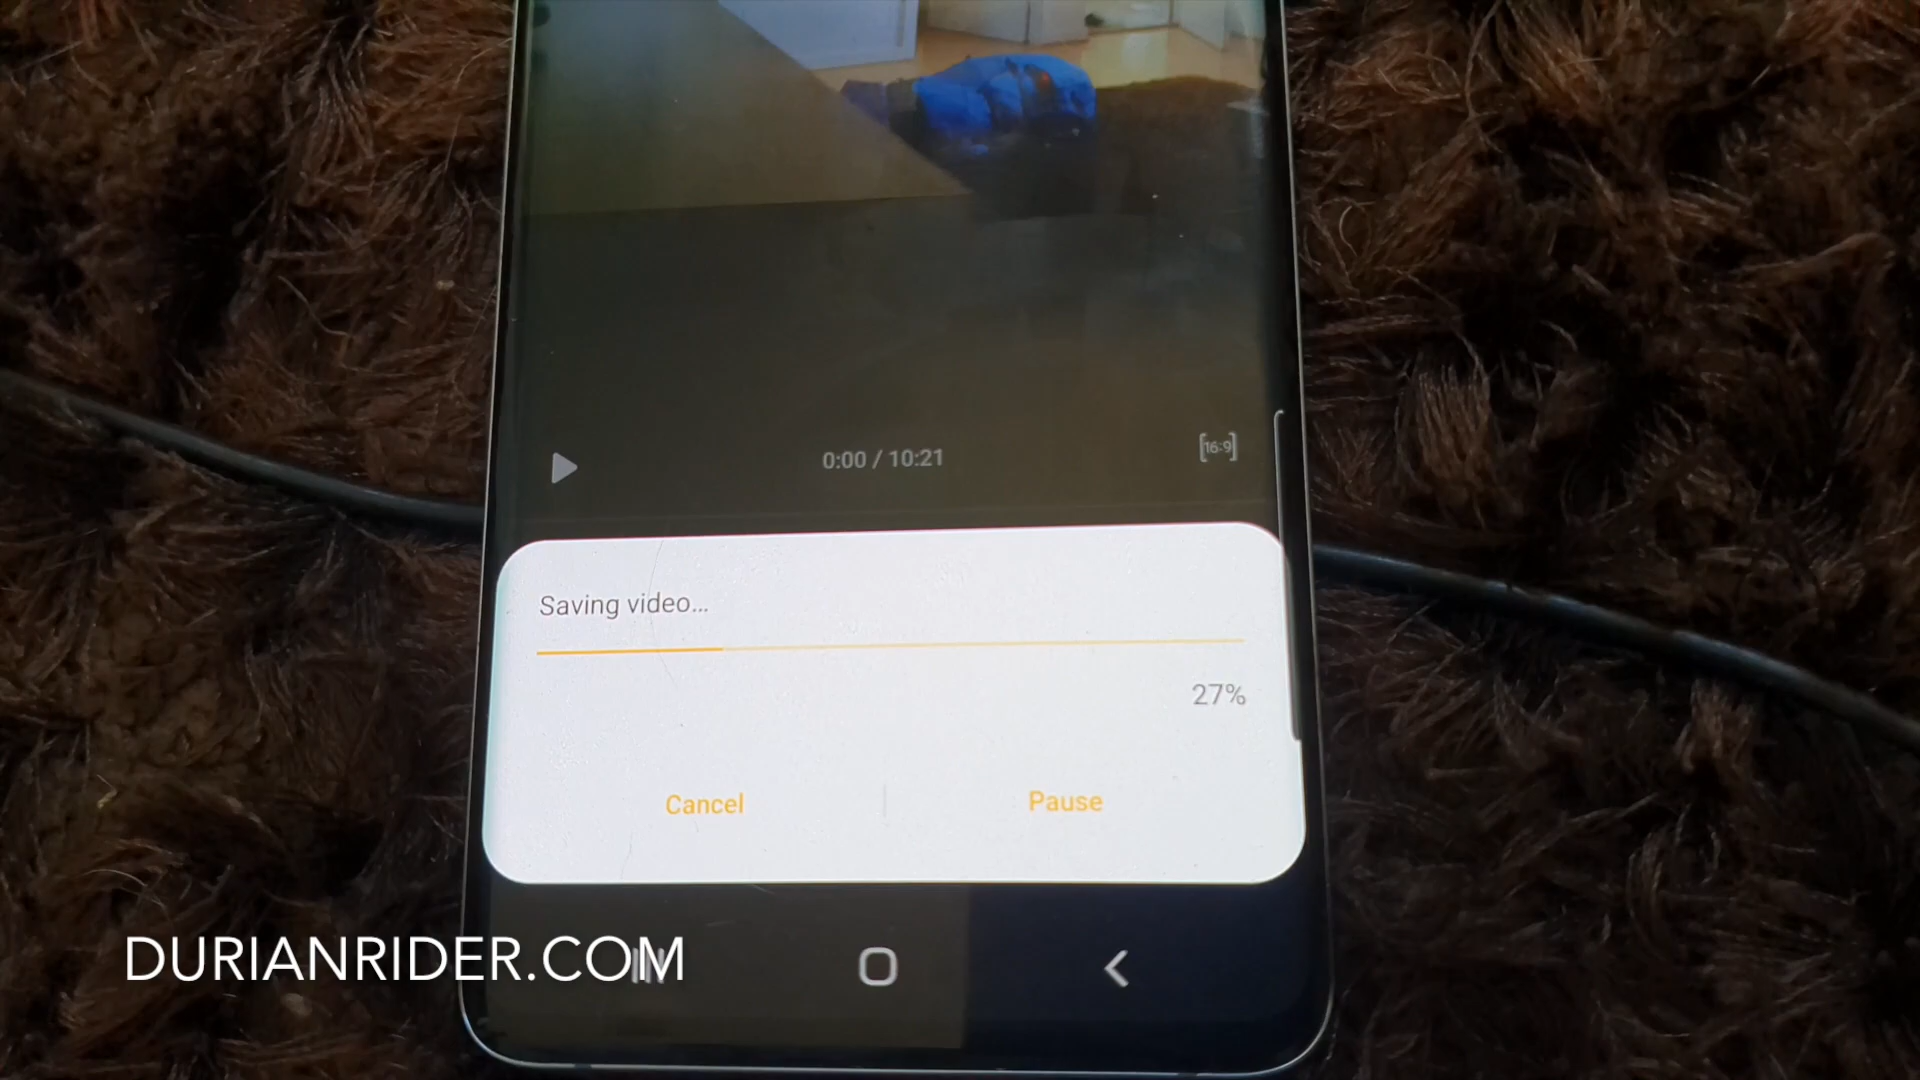 0:00 / 10:21
16:9
Saving video...
27%
Cancel
Pause
DURIANRIDER.COM